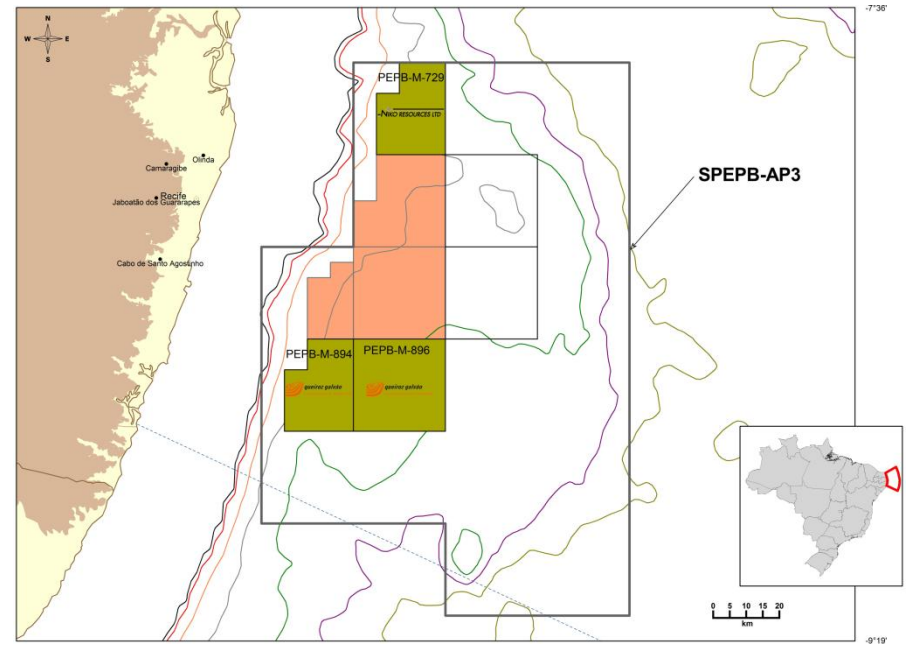 -7°36'
N
W E
S
PEPB-M-729
NIKO RESOURCES LTD
Olinda
Camaragibe
SPEPB-AP3
Recife
Jaboatão dos Guararapes
Cabo de Santo Agostinho
PEPB-M-894
PEPB-M-896
queiroz galvão
queiroz galvão
0 5 10 15 20
km
-9°19'